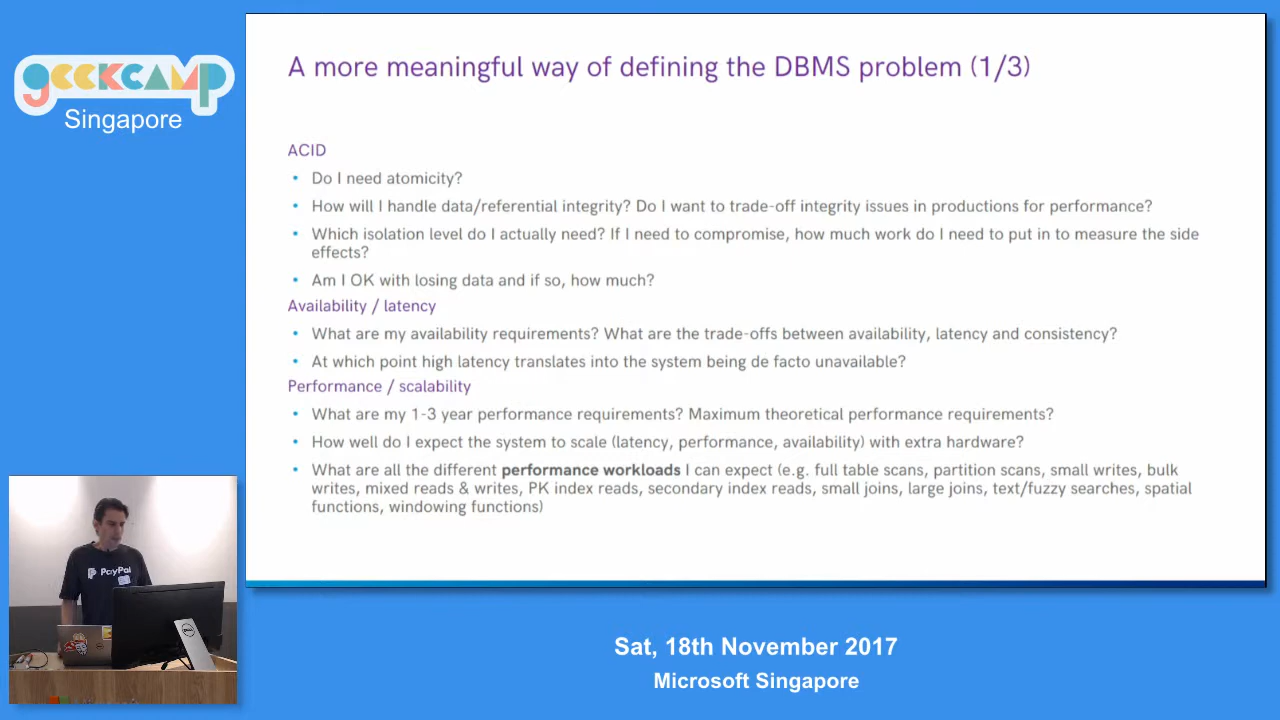 geekcamp
Singapore
A more meaningful way of defining the DBMS problem (1/3)
ACID
• Do I need atomicity?
• How will I handle data/referential integrity? Do I want to trade-off integrity issues in productions for performance?
• Which isolation level do I actually need? If I need to compromise, how much work do I need to put in to measure the side
effects?
• Am I OK with losing data and if so, how much?
Availability / latency
• What are my availability requirements? What are the trade-offs between availability, latency and consistency?
• At which point high latency translates into the system being de facto unavailable?
Performance / scalability
• What are my 1-3 year performance requirements? Maximum theoretical performance requirements?
• How well do I expect the system to scale (latency, performance, availability) with extra hardware?
• What are all the different performance workloads I can expect (e.g. full table scans, partition scans, small writes, bulk
writes, mixed reads & writes, PK index reads, secondary index reads, small joins, large joins, text/fuzzy searches, spatial
functions, windowing functions)
PayPal
DELL
Sat, 18th November 2017
Microsoft Singapore